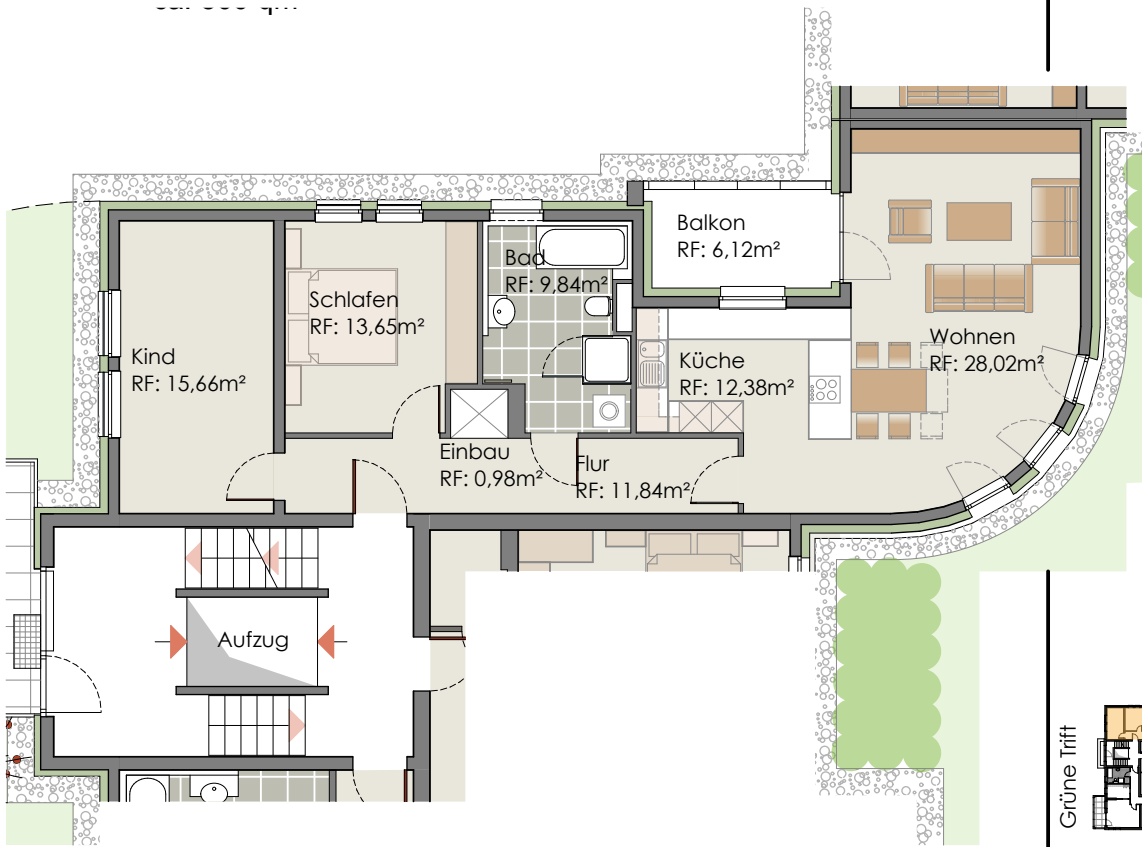 Balkon
RF: 6,12m²
Bad
RF: 9,84m²
Schlafen
RF: 13,65m²
Wohnen
RF: 28,02m²
Kind
RF: 15,66m²
Küche
RF: 12,38m²
Einbau
RF: 0,98m²
Flur
RF: 11,84m²
Aufzug
Grüne Trift